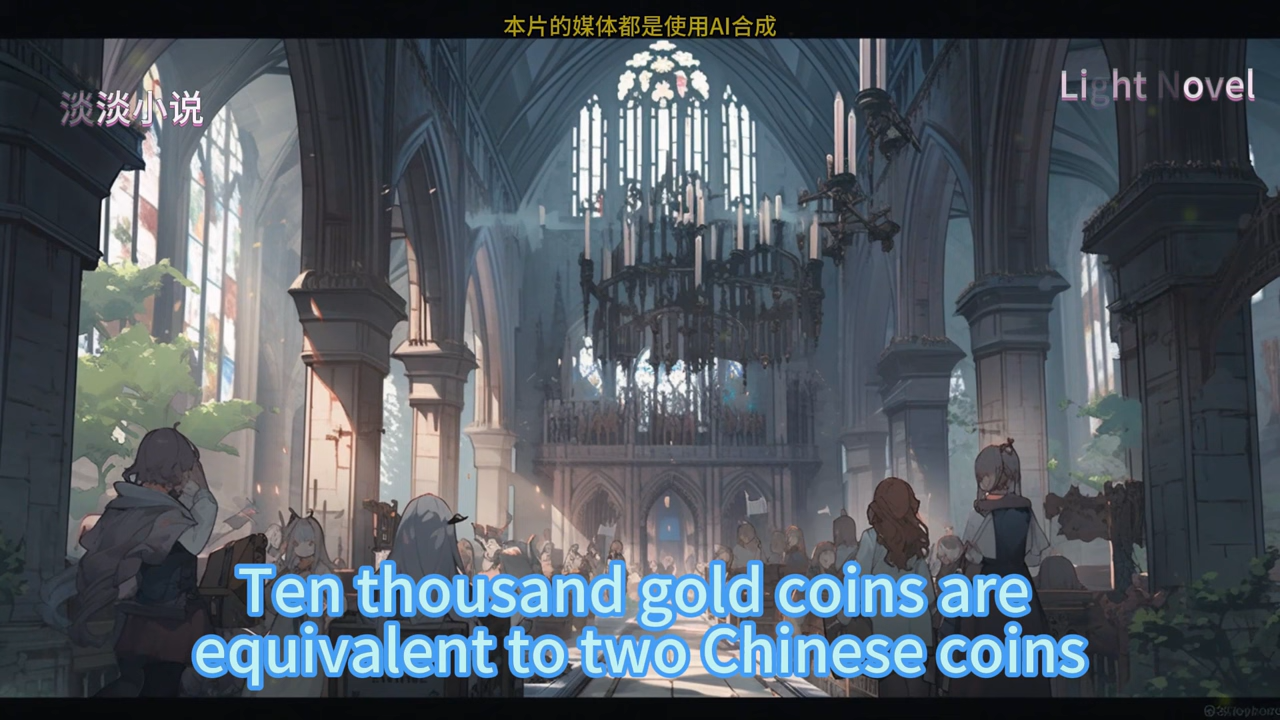 本片的媒体都是使用AI合成
淡淡小说
Light Novel
Ten thousand gold coins are
equivalent to two Chinese coins